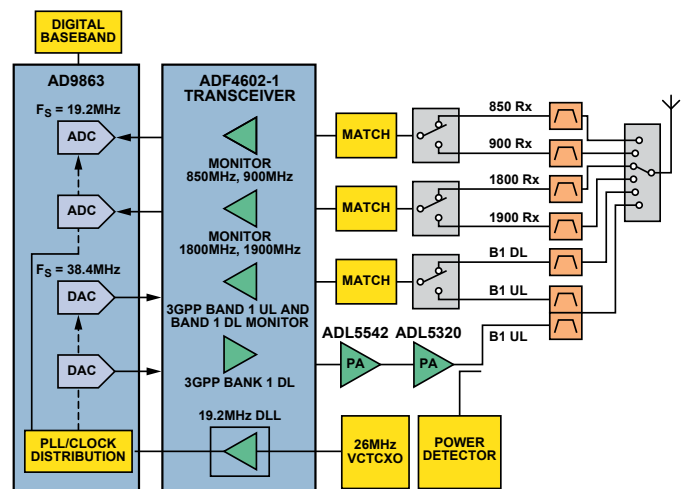 DIGITAL
BASEBAND
AD9863
ADF4602-1
TRANSCEIVER
FS = 19.2MHz
ADC
MONITOR
850MHz, 900MHz
MATCH
850 Rx
900 Rx
ADC
MONITOR
1800MHz, 1900MHz
MATCH
1800 Rx
1900 Rx
FS = 38.4MHz
DAC
3GPP BAND 1 UL AND
BAND 1 DL MONITOR
MATCH
B1 DL
B1 UL
DAC
3GPP BANK 1 DL
ADL5542
ADL5320
PA
PA
B1 UL
PLL/CLOCK
DISTRIBUTION
19.2MHz DLL
26MHz
VCTCXO
POWER
DETECTOR